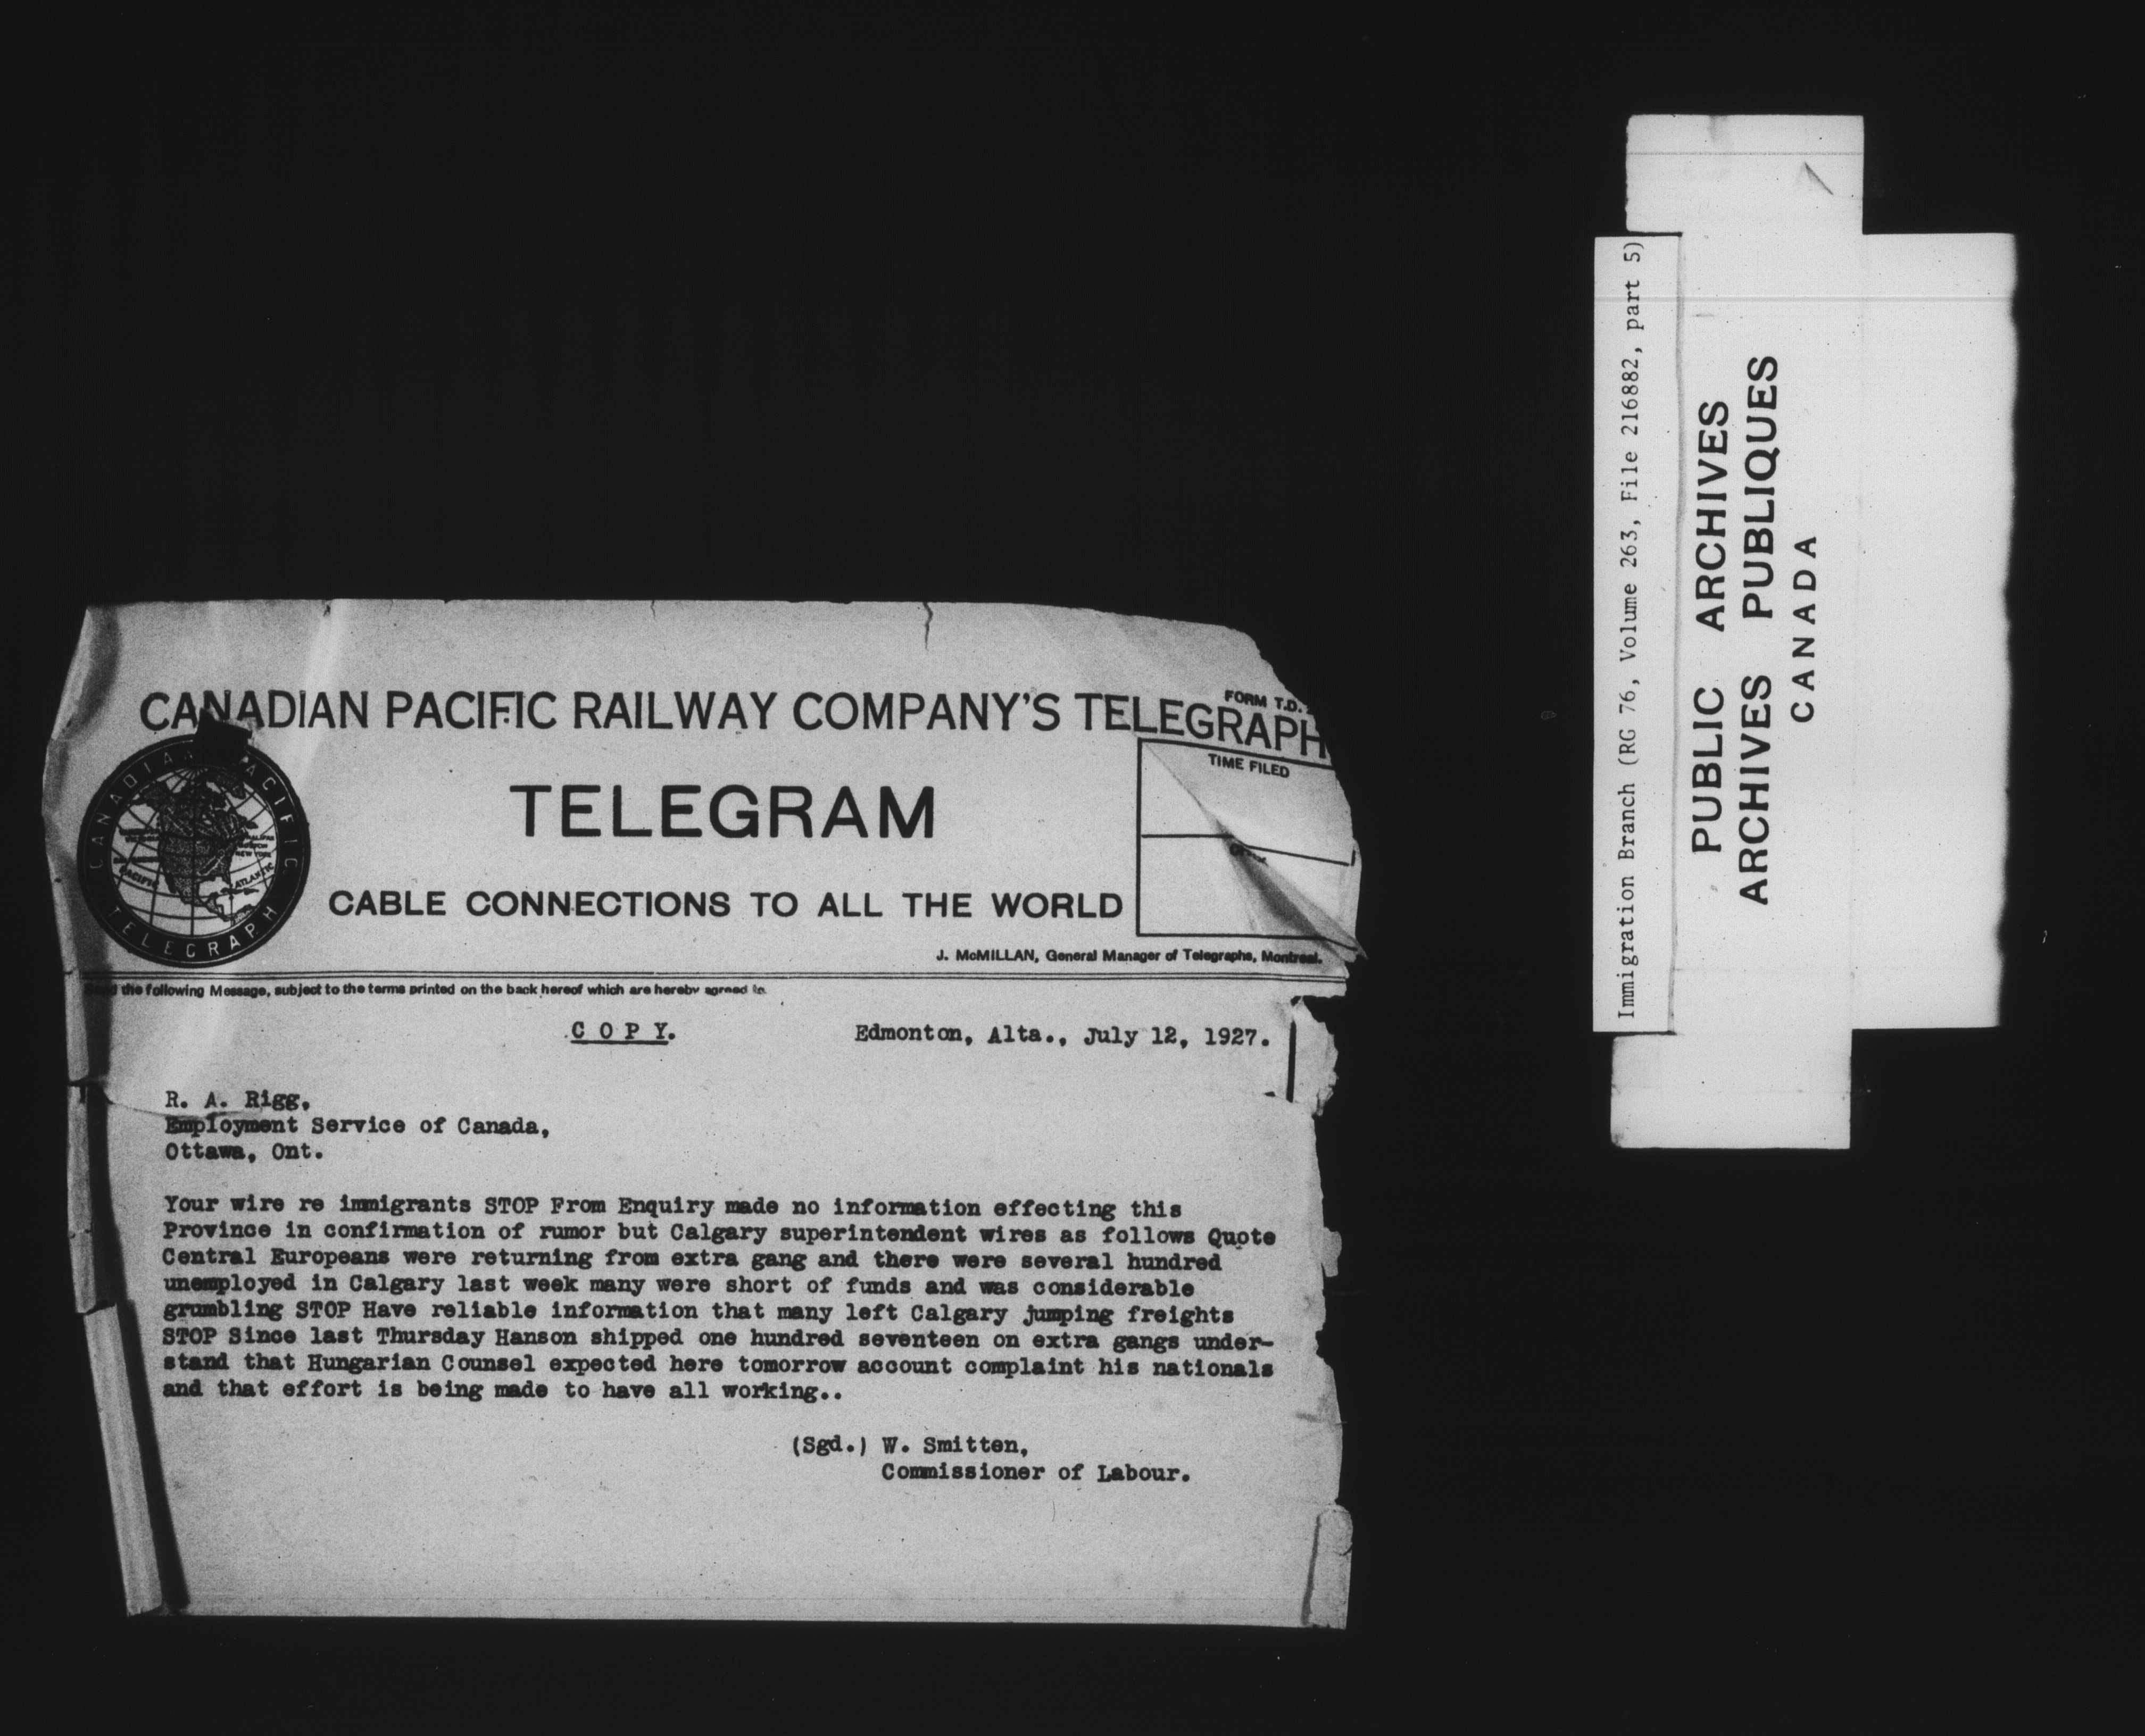 FORM T.D.
CANADIAN PACIFIC RAILWAY COMPANY'S TELEGRAPH
CANADIAN PACIFIC
TELEGRAPH
PACIFIC
ATLANTIC
NEW YORK
TELEGRAM
TIME FILED
CABLE CONNECTIONS TO ALL THE WORLD
J. McMILLAN, General Manager of Telegraphs, Montreal.
the following Message, subject to the terms printed on the back hereof which are hereby agreed to.
C O P Y.
Edmonton, Alta., July 12, 1927.
R. A. Rigg,
Employment Service of Canada,
Ottawa, Ont.
Your wire re immigrants STOP From Enquiry made no information effecting this
Province in confirmation of rumor but Calgary superintendent wires as follows Quote
Central Europeans were returning from extra gang and there were several hundred
unemployed in Calgary last week many were short of funds and was considerable
grumbling STOP Have reliable information that many left Calgary jumping freights
STOP Since last Thursday Hanson shipped one hundred seventeen on extra gangs under-
stand that Hungarian Counsel expected here tomorrow account complaint his nationals
and that effort is being made to have all working..
(Sgd.) W. Smitten,
Commissioner of Labour.
Immigration Branch (RG 76, Volume 263, File 216882, part 5)
PUBLIC ARCHIVES
ARCHIVES PUBLIQUES
CANADA